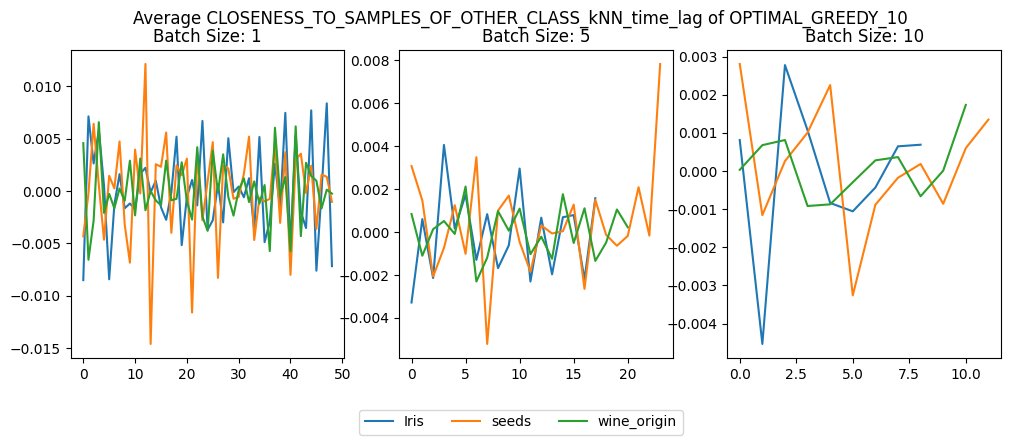 Average CLOSENESS_TO_SAMPLES_OF_OTHER_CLASS_kNN_time_lag of OPTIMAL_GREEDY_10
Batch Size: 1
Batch Size: 5
Batch Size: 10
0.010
0.005
0.000
−0.005
−0.010
−0.015
0 10 20 30 40 50
0.008
0.006
0.004
0.002
0.000
−0.002
−0.004
0 5 10 15 20
0.003
0.002
0.001
0.000
−0.001
−0.002
−0.003
−0.004
0.0 2.5 5.0 7.5 10.0
Iris seeds wine_origin